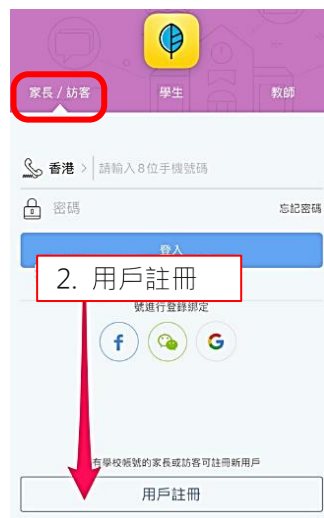 家長 / 訪客
學生
教師
香港 > 請輸入8位手機號碼
密碼
忘記密碼
登入
2. 用戶註冊
號進行登錄綁定
f
G
有學校帳號的家長或訪客可註冊新用戶
用戶註冊